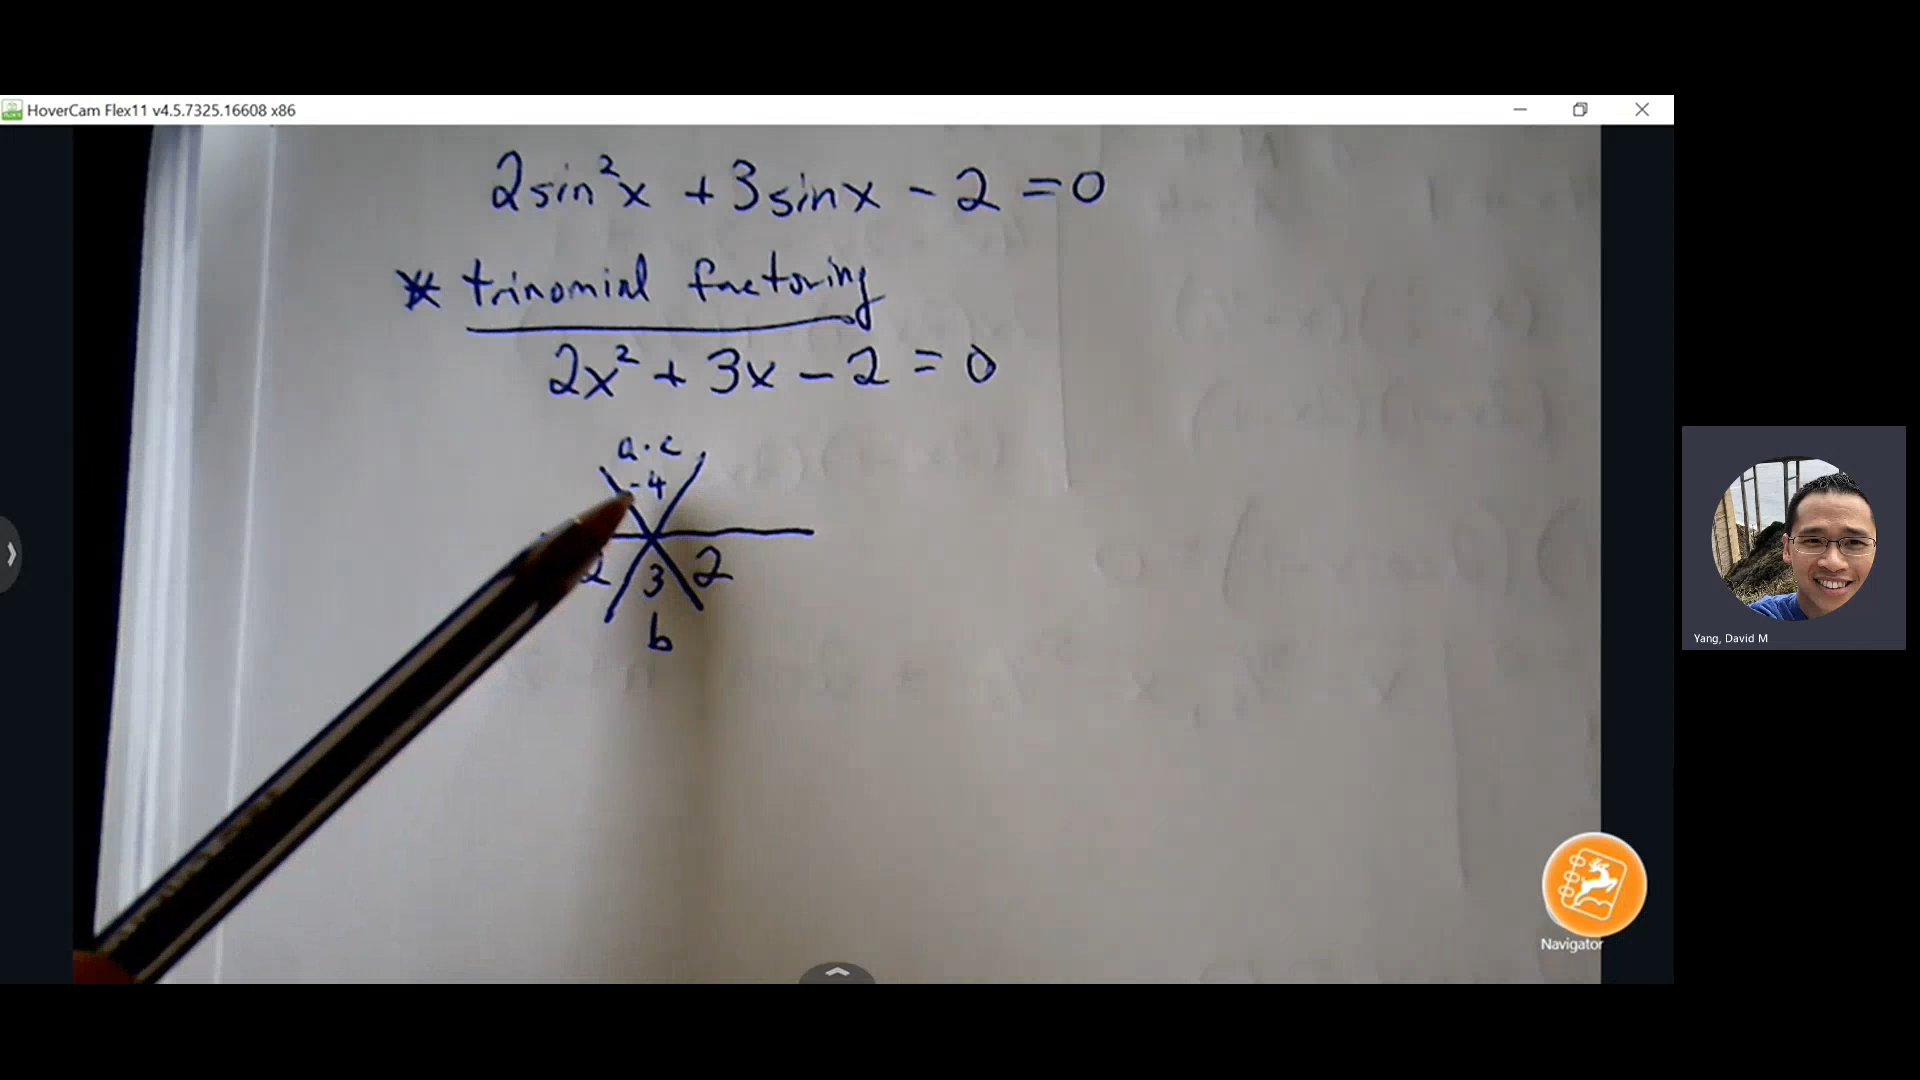 HoverCam Flex11 v4.5.7325.16608 x86
2sin²x + 3sinx - 2 = 0
* trinomial factoring
2x² + 3x - 2 = 0
a·c
-4
2 3 2
b
Yang, David M
Navigator